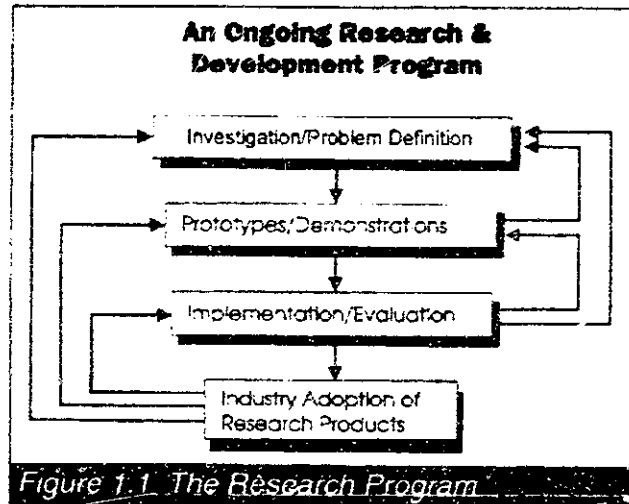 An Ongoing Research &
Development Program
Investigation/Problem Definition
Prototypes/Demonstrations
Implementation/Evaluation
Industry Adoption of
Research Products
Figure 1.1 The Research Program